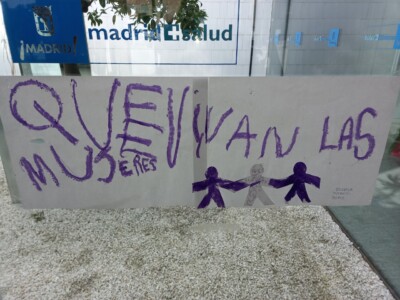 ¡MADRID!
madrid salud
QUE VIVAN LAS
MUJERES